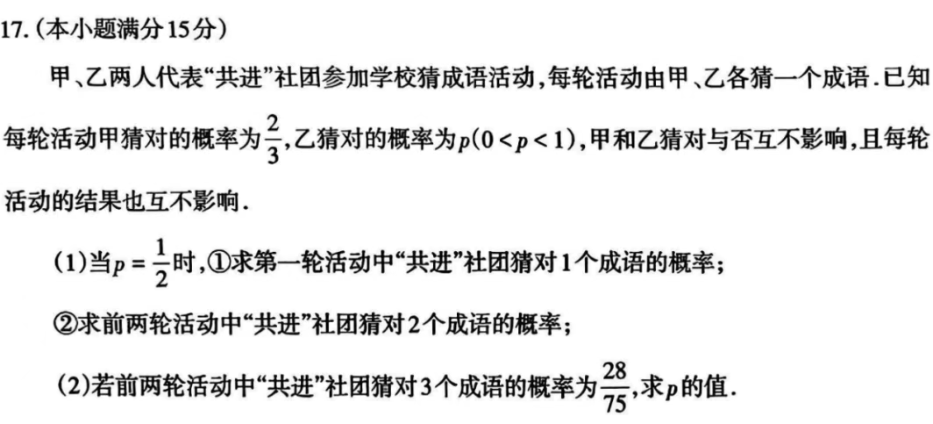 17.(本小题满分15分)
甲、乙两人代表“共进”社团参加学校猜成语活动,每轮活动由甲、乙各猜一个成语.已知
每轮活动甲猜对的概率为2/3,乙猜对的概率为p(0<p<1),甲和乙猜对与否互不影响,且每轮
活动的结果也互不影响.
(1)当p=1/2时,①求第一轮活动中“共进”社团猜对1个成语的概率;
②求前两轮活动中“共进”社团猜对2个成语的概率;
(2)若前两轮活动中“共进”社团猜对3个成语的概率为28/75,求p的值.